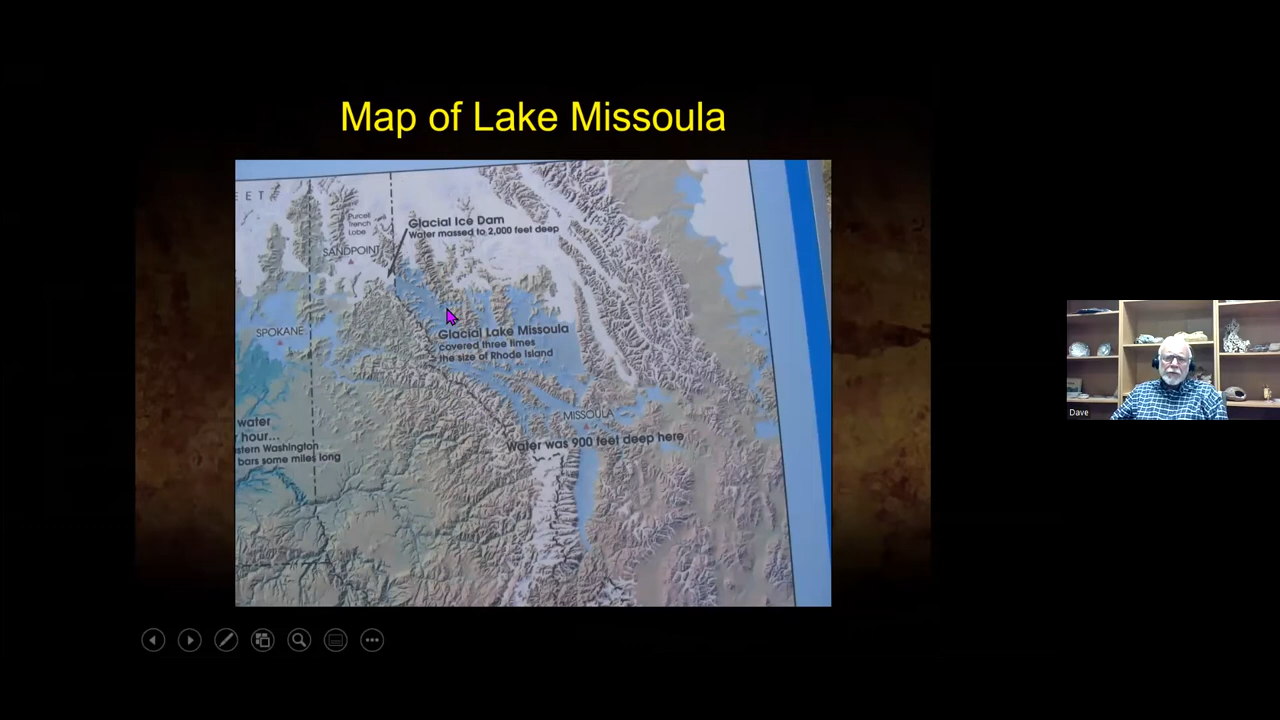 Map of Lake Missoula
EET
Purcell
Trench
Lobe
Glacial Ice Dam
Water massed to 2,000 feet deep
SANDPOINT
SPOKANE
Glacial Lake Missoula
covered three times
the size of Rhode Island
MISSOULA
Water was 900 feet deep here
water
hour...
stern Washington
bars some miles long
Dave